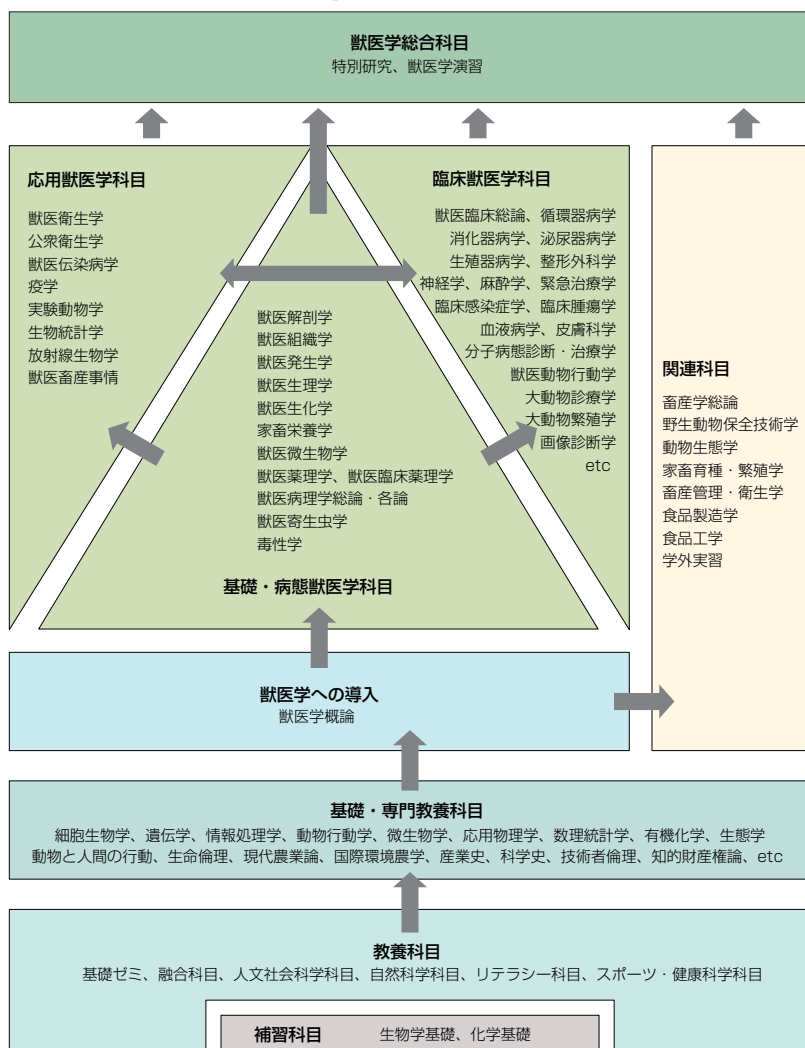 獣医学総合科目
特別研究、獣医学演習
応用獣医学科目
獣医衛生学
公衆衛生学
獣医伝染病学
疫学
実験動物学
生物統計学
放射線生物学
獣医畜産事情
臨床獣医学科目
獣医臨床総論、循環器病学
消化器病学、泌尿器病学
生殖器病学、整形外科学
神経学、麻酔学、緊急治療学
臨床感染症学、臨床腫瘍学
血液病学、皮膚科学
分子病態診断・治療学
獣医動物行動学
大動物診療学
大動物繁殖学
画像診断学
etc
獣医解剖学
獣医組織学
獣医発生学
獣医生理学
獣医生化学
家畜栄養学
獣医微生物学
獣医薬理学、獣医臨床薬理学
獣医病理学総論・各論
獣医寄生虫学
毒性学
基礎・病態獣医学科目
関連科目
畜産学総論
野生動物保全技術学
動物生態学
家畜育種・繁殖学
畜産管理・衛生学
食品製造学
食品工学
学外実習
獣医学への導入
獣医学概論
基礎・専門教養科目
細胞生物学、遺伝学、情報処理学、動物行動学、微生物学、応用物理学、数理統計学、有機化学、生態学
動物と人間の行動、生命倫理、現代農業論、国際環境農学、産業史、科学史、技術者倫理、知的財産権論、etc
教養科目
基礎ゼミ、融合科目、人文社会科学科目、自然科学科目、リテラシー科目、スポーツ・健康科学科目
補習科目 生物学基礎、化学基礎